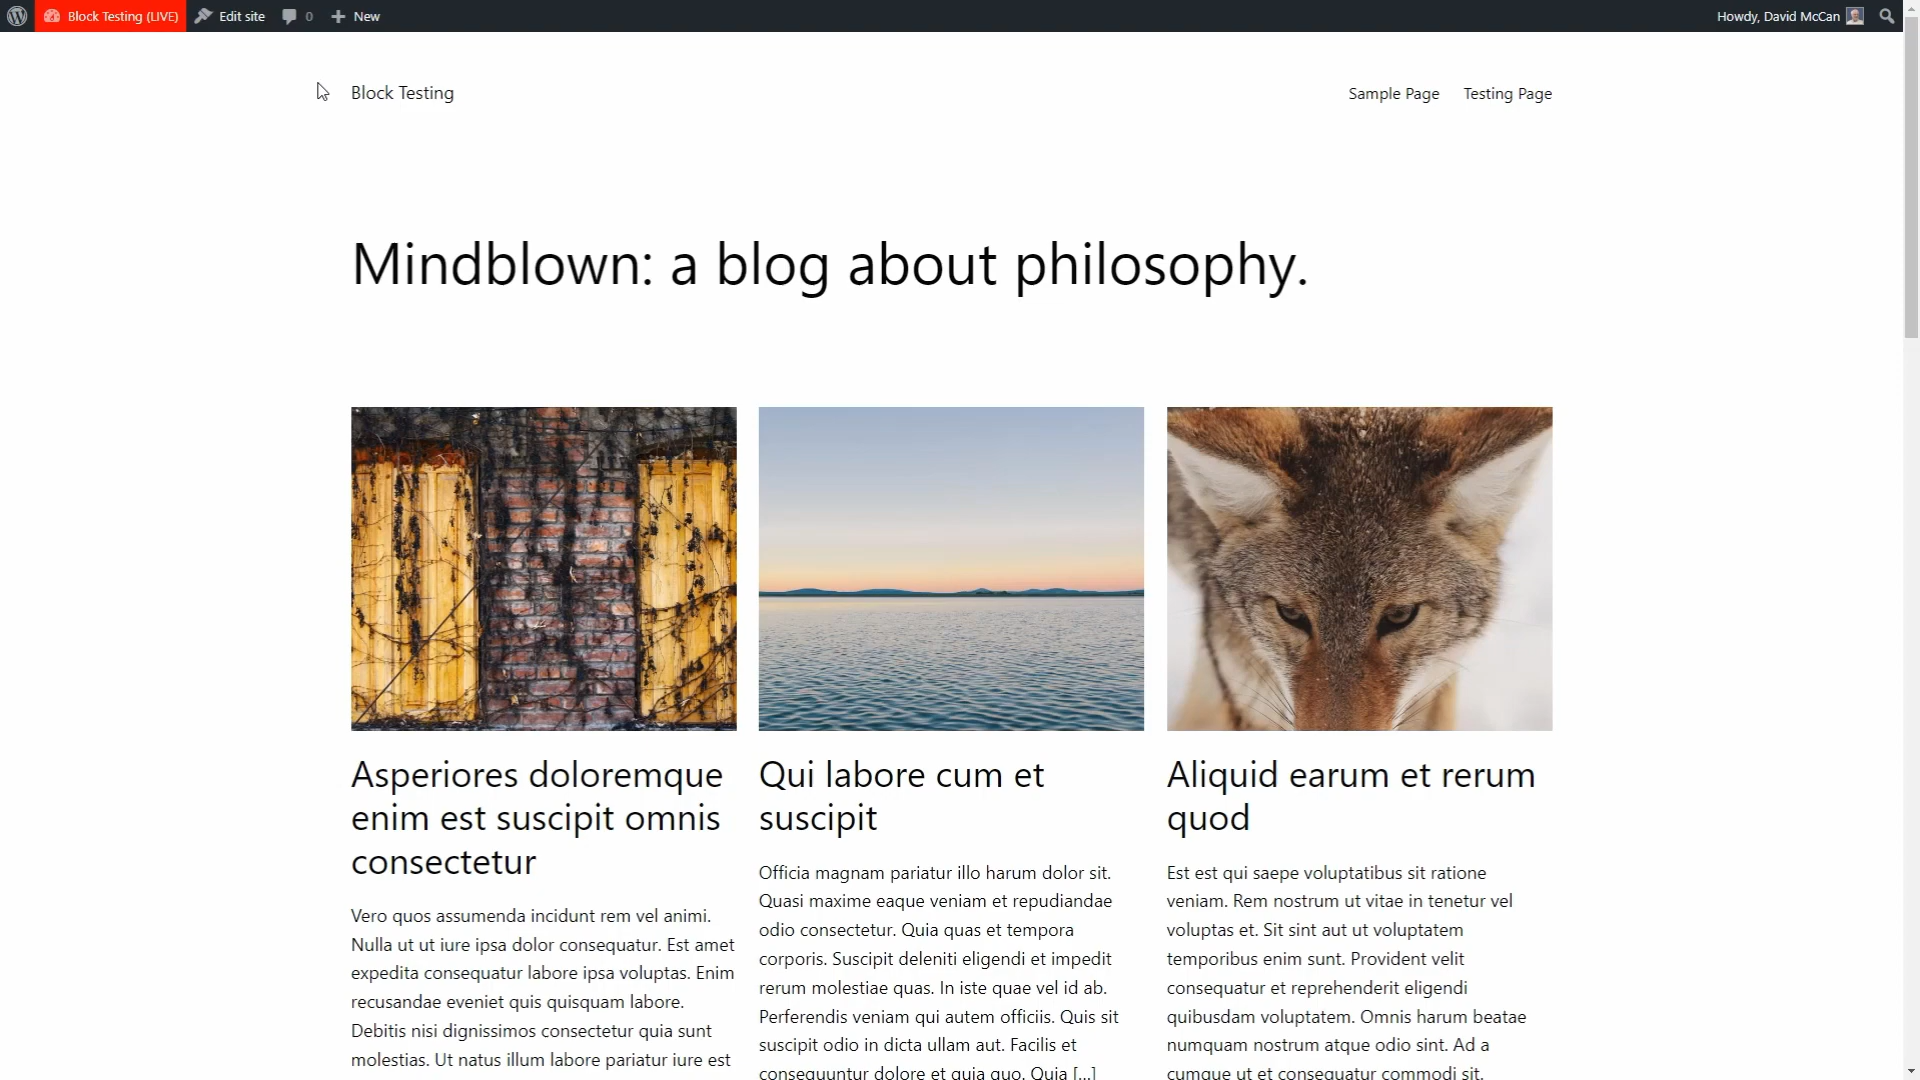 Block Testing (LIVE) Edit site 0 New Howdy, David McCan
Block Testing Sample Page Testing Page
Mindblown: a blog about philosophy.
Asperiores doloremque
enim est suscipit omnis
consectetur
Vero quos assumenda incidunt rem vel animi.
Nulla ut ut iure ipsa dolor consequatur. Est amet
expedita consequatur labore ipsa voluptas. Enim
recusandae eveniet quis quisquam labore.
Debitis nisi dignissimos consectetur quia sunt
molestias. Ut natus illum labore pariatur iure est
Qui labore cum et
suscipit
Officia magnam pariatur illo harum dolor sit.
Quasi maxime eaque veniam et repudiandae
odio consectetur. Quia quas et tempora
corporis. Suscipit deleniti eligendi et impedit
rerum molestiae quas. In iste quae vel id ab.
Perferendis veniam qui autem officiis. Quis sit
suscipit odio in dicta ullam aut. Facilis et
consequuntur dolore et quia quo. Quia [...]
Aliquid earum et rerum
quod
Est est qui saepe voluptatibus sit ratione
veniam. Rem nostrum ut vitae in tenetur vel
voluptas et. Sit sint aut ut voluptatem
temporibus enim sunt. Provident velit
consequatur et reprehenderit eligendi
quibusdam voluptatem. Omnis harum beatae
numquam nostrum atque odio sint. Ad a
cumque ut et consequatur commodi sit.